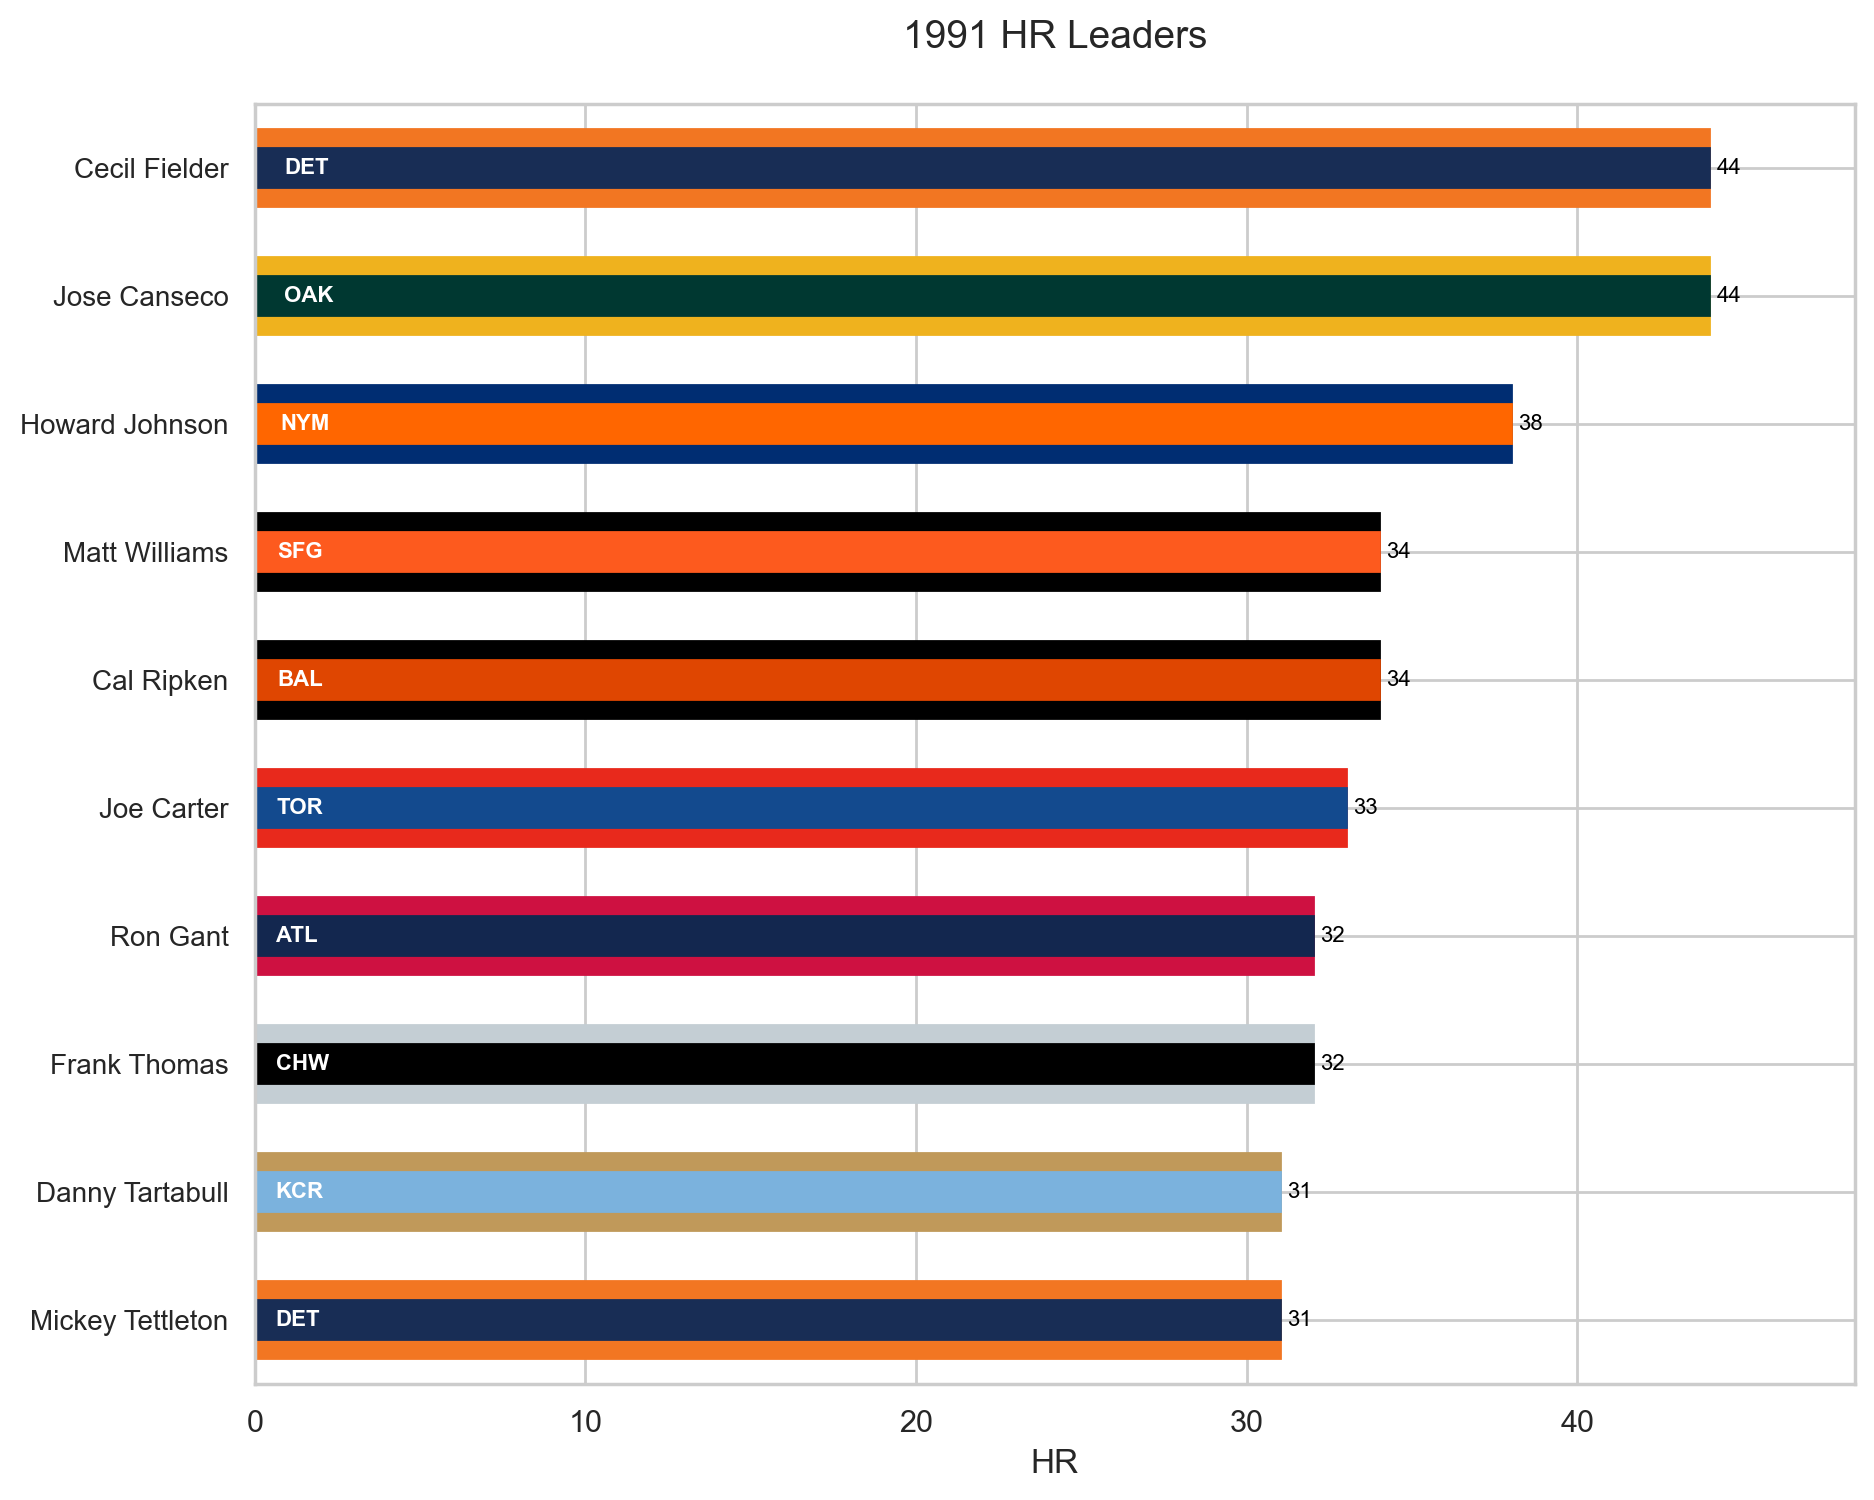 1991 HR Leaders
Cecil Fielder DET 44
Jose Canseco OAK 44
Howard Johnson NYM 38
Matt Williams SFG 34
Cal Ripken BAL 34
Joe Carter TOR 33
Ron Gant ATL 32
Frank Thomas CHW 32
Danny Tartabull KCR 31
Mickey Tettleton DET 31
0 10 20 30 40
HR